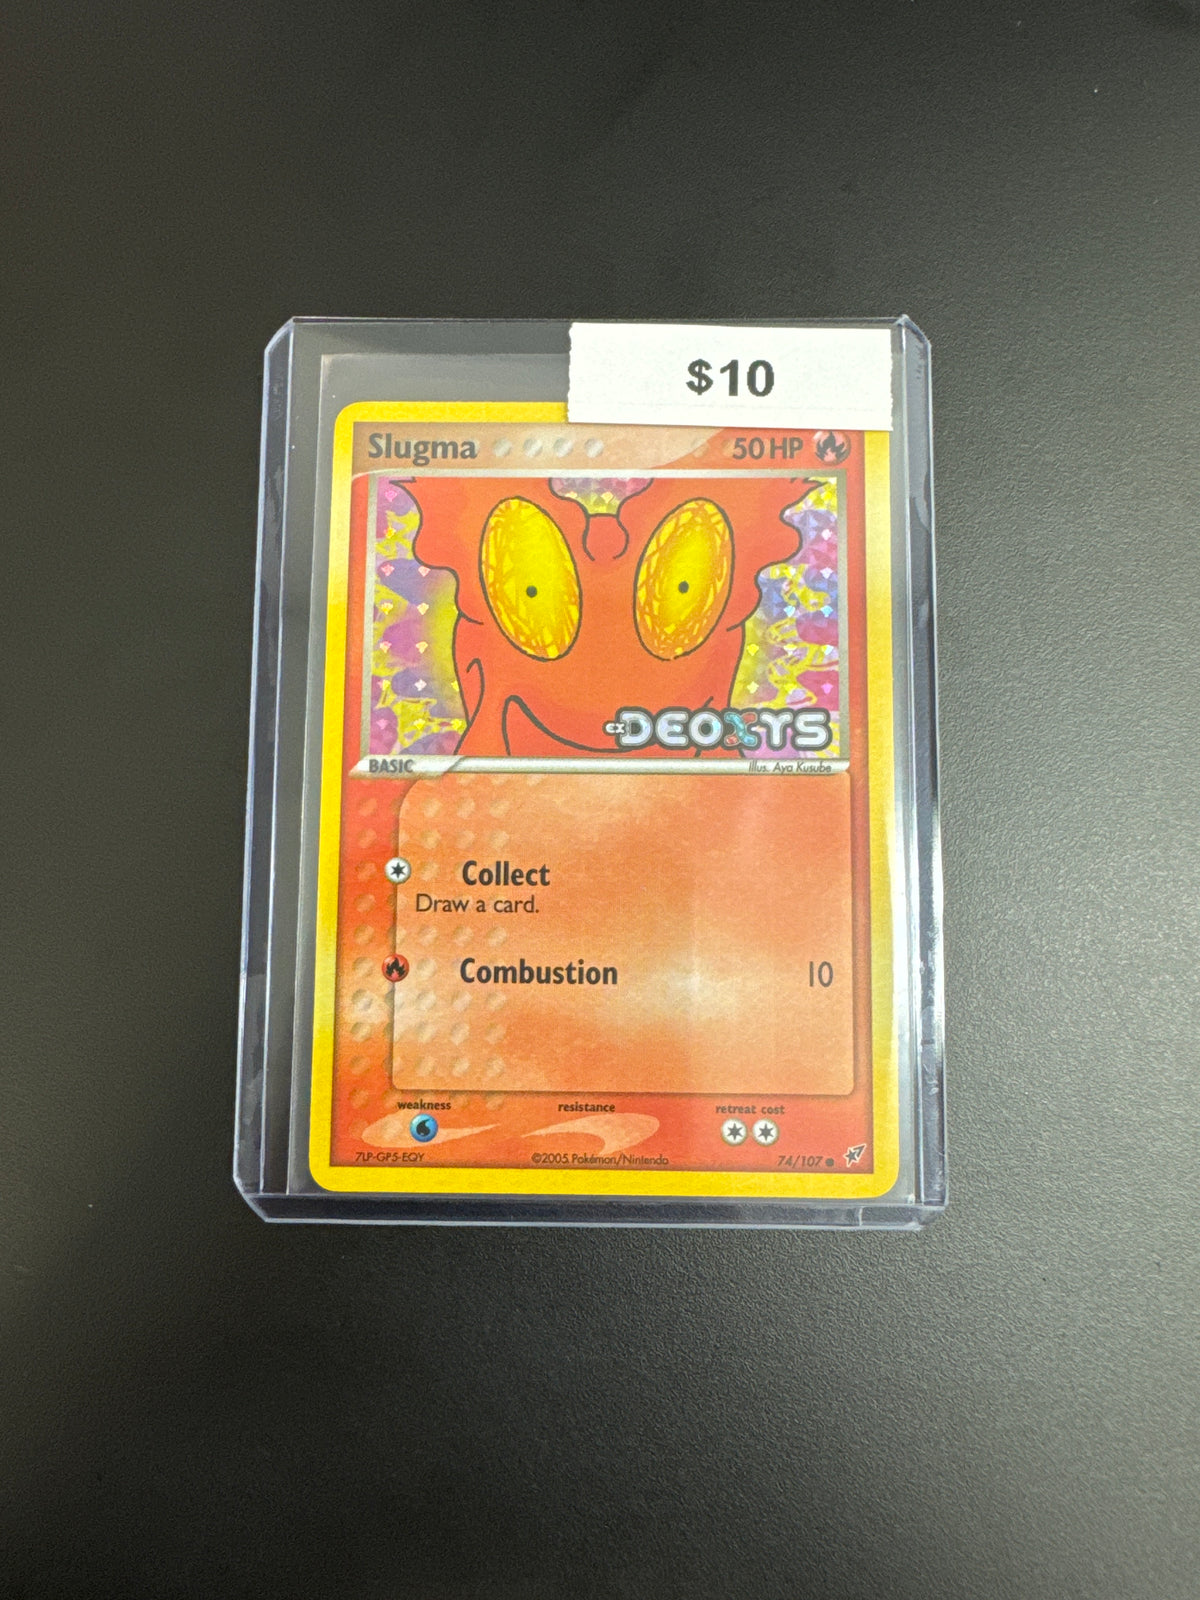 $10
Slugma
50 HP
ex DEOXYS
BASIC
Illus. Aya Kusube
Collect
Draw a card.
Combustion 10
weakness resistance retreat cost
7LP-GP5-EQY ©2005 Pokémon/Nintendo 74/107